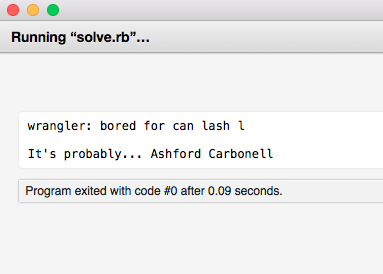 Running “solve.rb”…
wrangler: bored for can lash l
It's probably... Ashford Carbonell
Program exited with code #0 after 0.09 seconds.